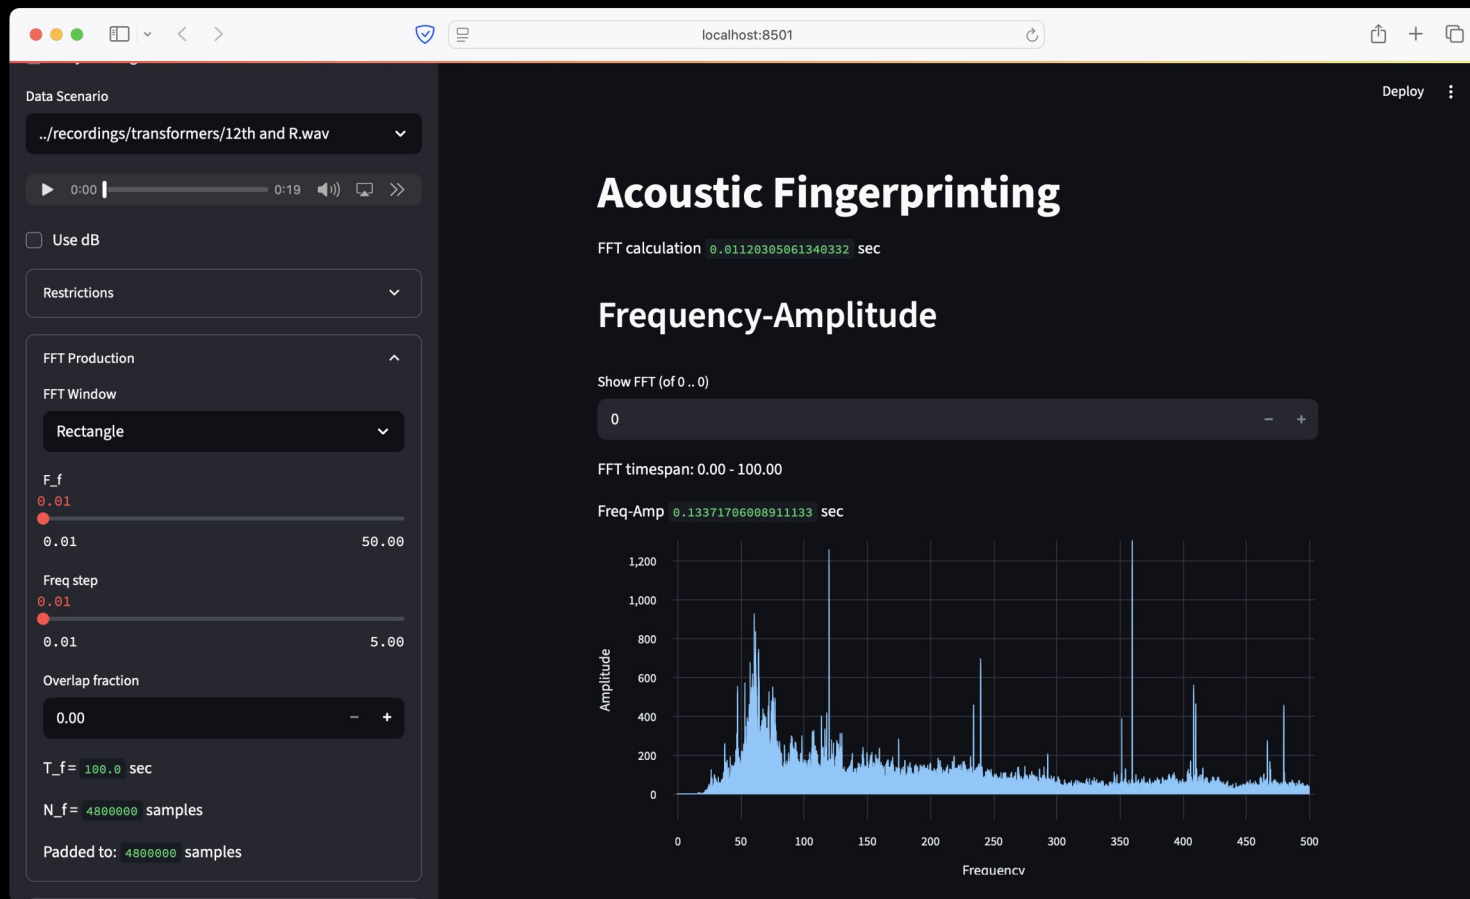 localhost:8501
Data Scenario
../recordings/transformers/12th and R.wav
0:00
0:19
Use dB
Restrictions
FFT Production
FFT Window
Rectangle
F_f
0.01
0.01 50.00
Freq step
0.01
0.01 5.00
Overlap fraction
0.00 − +
T_f= 100.0 sec
N_f= 4800000 samples
Padded to: 4800000 samples
Deploy
Acoustic Fingerprinting
FFT calculation 0.01120305061340332 sec
Frequency-Amplitude
Show FFT (of 0 .. 0)
0 − +
FFT timespan: 0.00 - 100.00
Freq-Amp 0.13371706008911133 sec
1,200
1,000
800
600
400
200
0
Amplitude
0 50 100 150 200 250 300 350 400 450 500
Frequency